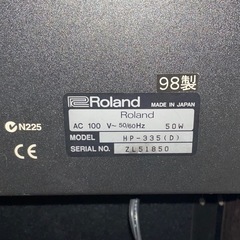 98製
Roland
MADE IN JAPAN
Roland
AC 100 V~ 50/60Hz 50W
MODEL HP-335(D)
SERIAL NO. ZL51850
N225
CE